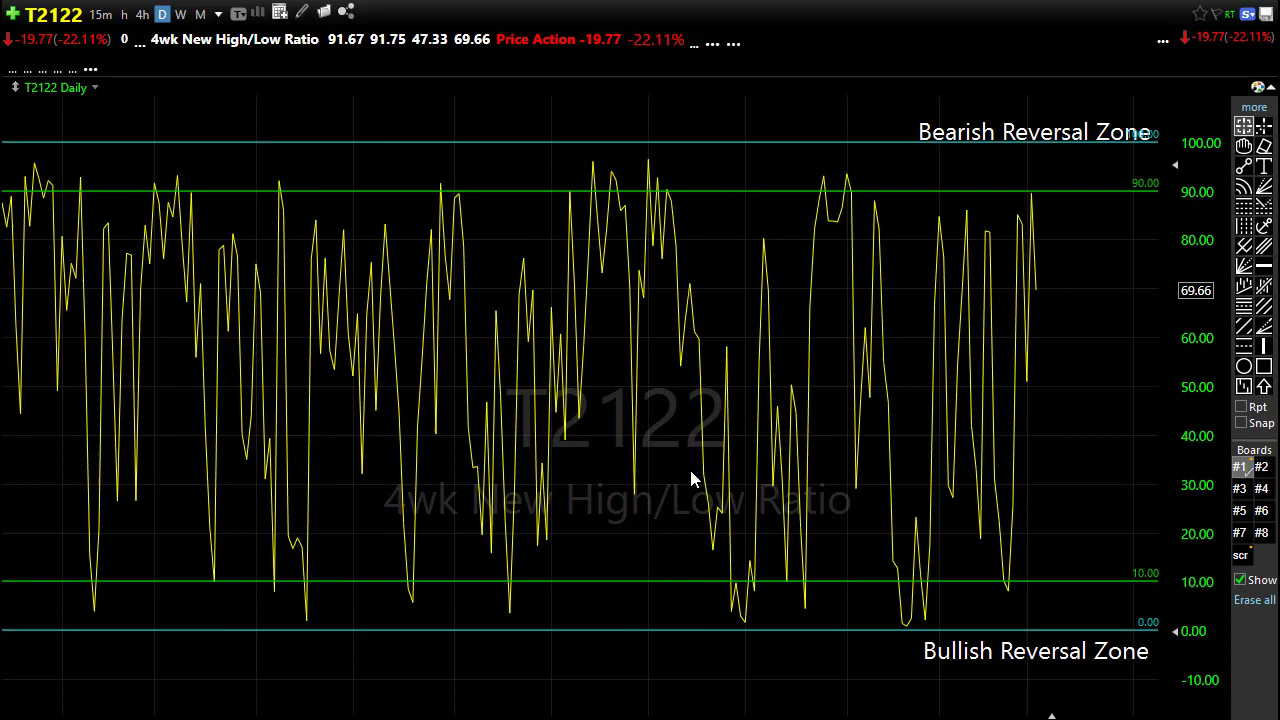 T2122 15m h 4h D W M T RT S
-19.77(-22.11%) 0 ... 4wk New High/Low Ratio 91.67 91.75 47.33 69.66 Price Action -19.77 -22.11% ... ... ... ... -19.77(-22.11%)
... ... ... ... ... ...
T2122 Daily
more
Bearish Reversal Zone
100.00
100.00
90.00
90.00
80.00
69.66
60.00
50.00
40.00
30.00
20.00
10.00
10.00
0.00
0.00
-10.00
T2122
4wk New High/Low Ratio
Bullish Reversal Zone
T
Rpt
Snap
Boards
#1 #2
#3 #4
#5 #6
#7 #8
scr
Show
Erase all